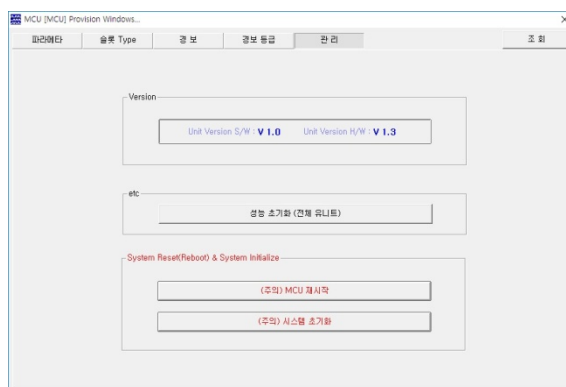 MCU [MCU] Provision Windows...
파라메타 슬롯 Type 경 보 경보 등급 관 리 조 회
Version
Unit Version S/W : V 1.0 Unit Version H/W : V 1.3
etc
성능 초기화 (전체 유니트)
System Reset(Reboot) & System Initialize
(주의) MCU 재시작
(주의) 시스템 초기화